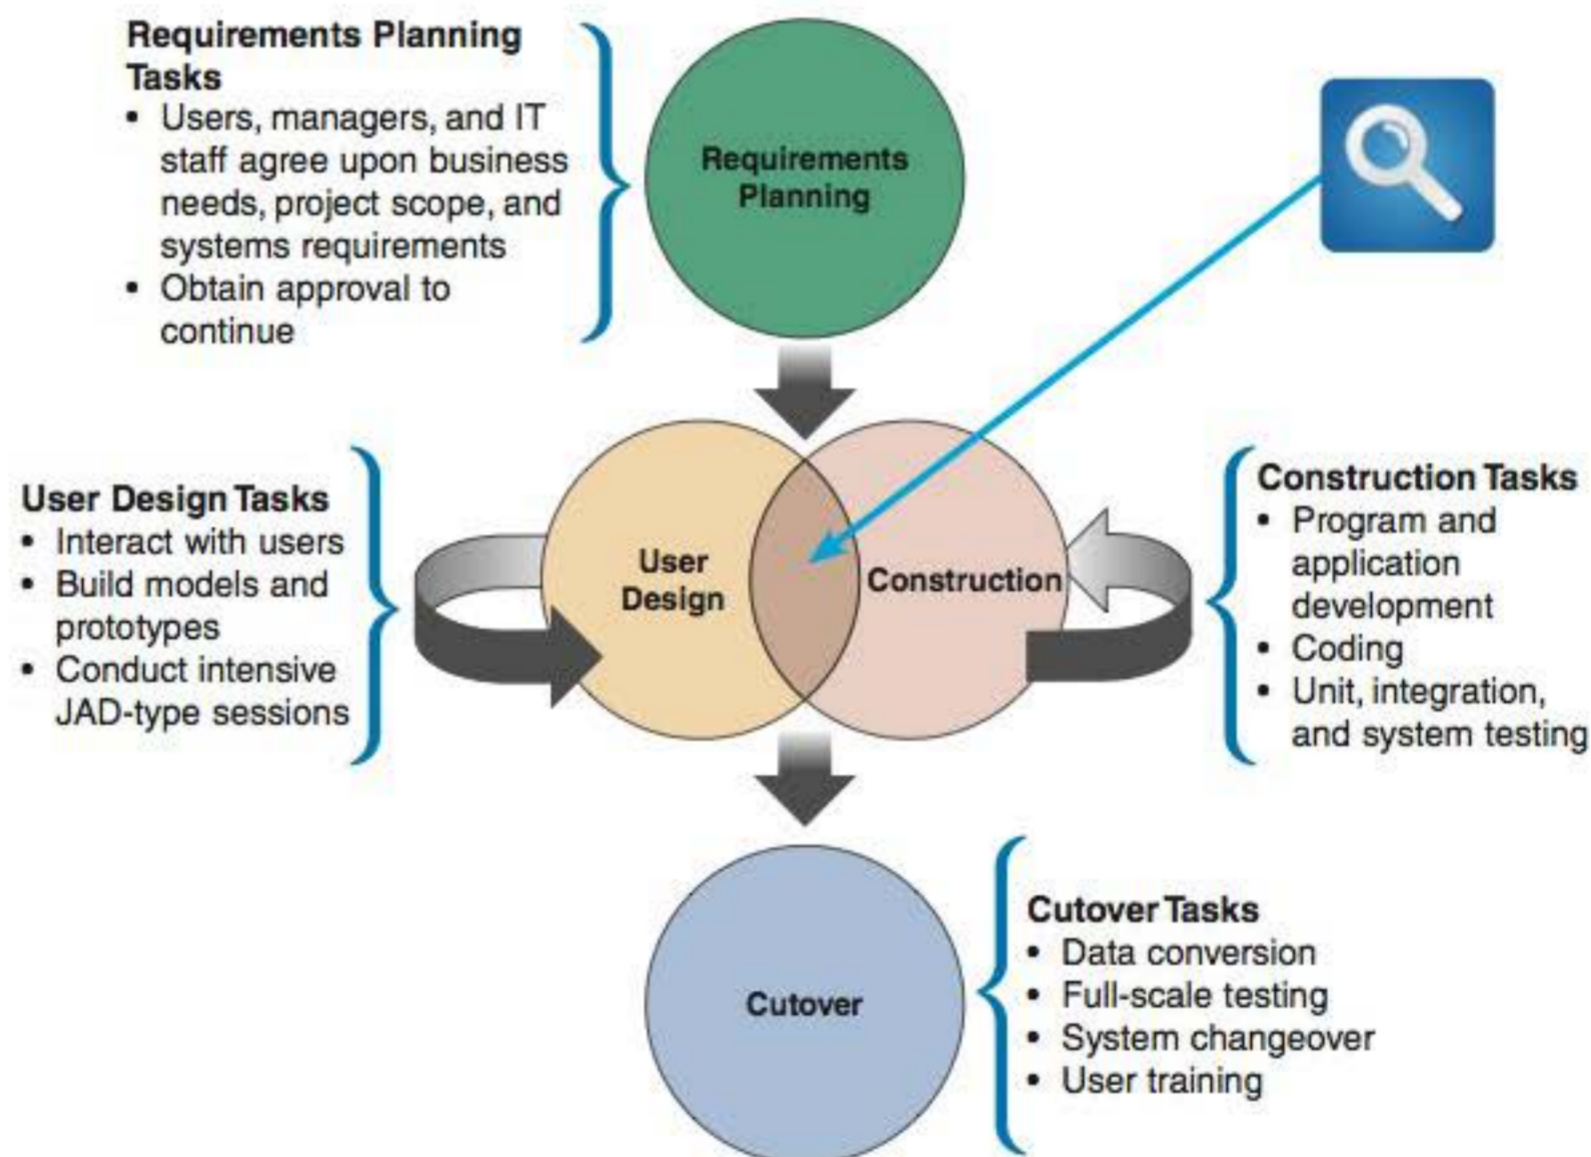 Requirements Planning
Tasks
• Users, managers, and IT
staff agree upon business
needs, project scope, and
systems requirements
• Obtain approval to
continue
Requirements
Planning
User Design Tasks
• Interact with users
• Build models and
prototypes
• Conduct intensive
JAD-type sessions
User
Design
Construction
Construction Tasks
• Program and
application
development
• Coding
• Unit, integration,
and system testing
Cutover
Cutover Tasks
• Data conversion
• Full-scale testing
• System changeover
• User training